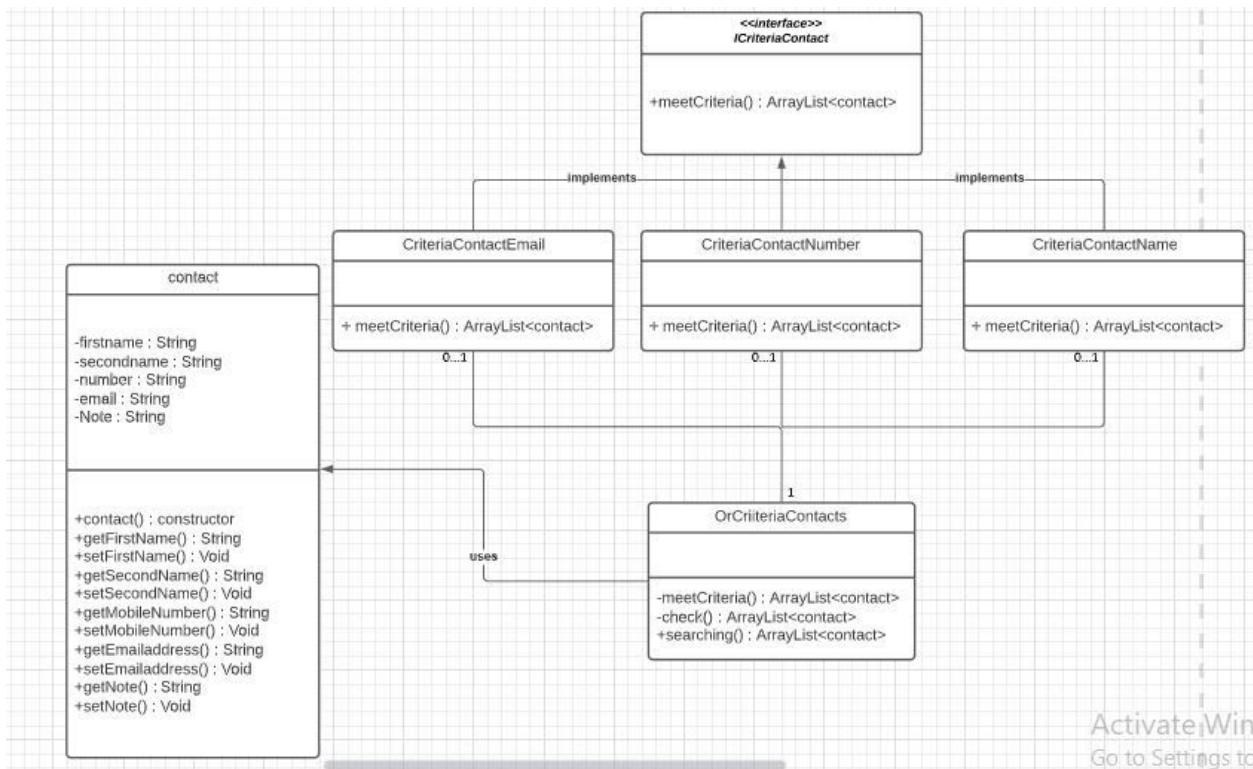 <<interface>>
ICriteriaContact
+meetCriteria() : ArrayList<contact>
implements
implements
CriteriaContactEmail
+ meetCriteria() : ArrayList<contact>
0...1
CriteriaContactNumber
+ meetCriteria() : ArrayList<contact>
0...1
CriteriaContactName
+ meetCriteria() : ArrayList<contact>
0...1
contact
-firstname : String
-secondname : String
-number : String
-email : String
-Note : String
+contact() : constructor
+getFirstName() : String
+setFirstName() : Void
+getSecondName() : String
+setSecondName() : Void
+getMobileNumber() : String
+setMobileNumber() : Void
+getEmailaddress() : String
+setEmailaddress() : Void
+getNote() : String
+setNote() : Void
uses
1
OrCriiteriaContacts
-meetCriteria() : ArrayList<contact>
-check() : ArrayList<contact>
+searching() : ArrayList<contact>
Activate Win
Go to Settings to